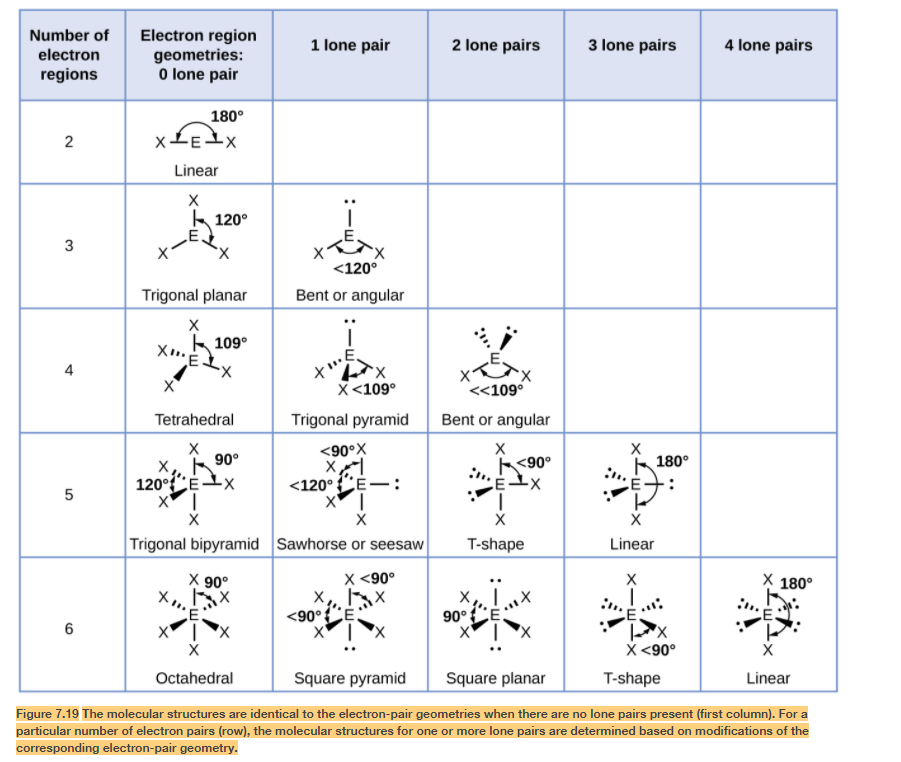 Number of
electron
regions
Electron region
geometries:
0 lone pair
1 lone pair
2 lone pairs
3 lone pairs
4 lone pairs
2
180°
X E X
Linear
3
X
120°
E
X X
Trigonal planar
:
E
X X
<120°
Bent or angular
4
X
109°
X
E
X
X
Tetrahedral
:
E
X X
X <109°
Trigonal pyramid
: :
E
X X
<<109°
Bent or angular
5
X
90°
X
120° E X
X
X
Trigonal bipyramid
<90° X
X
<120° E :
X
X
Sawhorse or seesaw
X
<90°
:
E X
:
X
T-shape
X
180°
:
E :
:
X
Linear
6
X 90°
X X
E
X X
X
Octahedral
X <90°
X X
<90° E
X X
:
Square pyramid
:
X X
90° E
X X
:
Square planar
X
: :
E
: X
X <90°
T-shape
X 180°
: :
E
: :
X
Linear
Figure 7.19 The molecular structures are identical to the electron-pair geometries when there are no lone pairs present (first column). For a
particular number of electron pairs (row), the molecular structures for one or more lone pairs are determined based on modifications of the
corresponding electron-pair geometry.